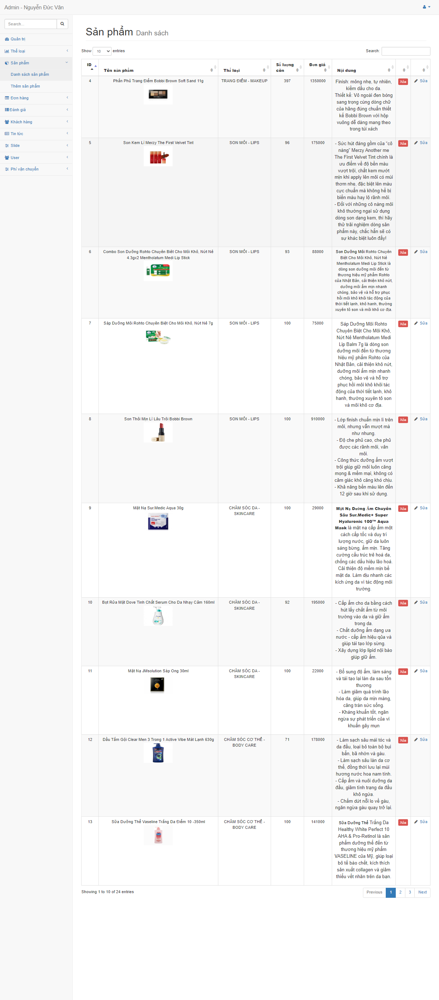 Admin - Nguyễn Đức Vân
Search...
Quản trị
Thể loại
Sản phẩm
Danh sách sản phẩm
Thêm sản phẩm
Đơn hàng
Đánh giá
Khách hàng
Tin tức
Slide
User
Phí vận chuyển
Sản phẩm Danh sách
Show 10 entries
Search:
ID Tên sản phẩm Thể loại Số lượng còn Đơn giá Nội dung
4 Phấn Phủ Trang Điểm Bobbi Brown Soft Sand 11g TRANG ĐIỂM - MAKEUP 397 1350000 Finish: mỏng nhẹ, tự nhiên, Xóa Sửa
kiềm dầu cho da.
Thiết kế: Vỏ ngoài đen bóng
sang trọng cùng dòng chữ
của hãng đúng chuẩn thiết
kế Bobbi Brown với hộp
vuông dễ dàng mang theo
trong túi xách
5 Son Kem Lì Merzy The First Velvet Tint SON MÔI - LIPS 96 175000 - Sức hút đáng gờm của “cô Xóa Sửa
nàng” Merzy Another me
The First Velvet Tint chính là
ưu điểm về độ bền màu
vượt trội, chất kem mướt
mịn khi apply lên môi có mùi
thơm nhẹ, đặc biệt lên màu
cực chuẩn mà không hề bị
biến màu hay lộ rãnh môi.
- Đối với những cô nàng môi
khô thường ngại sử dụng
dòng son dạng kem, thì hãy
thử trải nghiệm dòng sản
phẩm này, chắc hẳn sẽ có
sự khác biệt luôn đấy!
6 Combo Son Dưỡng Rohto Chuyên Biệt Cho Môi Khô, Nứt Nẻ SON MÔI - LIPS 93 88000 Son Dưỡng Môi Rohto Chuyên Xóa Sửa
4.3gx2 Mentholatum Medi Lip Stick Biệt Cho Môi Khô, Nứt Nẻ
Mentholatum Medi Lip Stick là
dòng son dưỡng môi đến từ
thương hiệu mỹ phẩm Rohto
của Nhật Bản, cải thiện khô nứt,
dưỡng môi ẩm mịn nhanh
chóng, bảo vệ và hỗ trợ phục
hồi môi khô khỏi tác động của
thời tiết lạnh, khô hanh, thường
xuyên tô son và môi khô cơ địa.
7 Sáp Dưỡng Môi Rohto Chuyên Biệt Cho Môi Khô, Nứt Nẻ 7g SON MÔI - LIPS 100 75000 Sáp Dưỡng Môi Rohto Xóa Sửa
Chuyên Biệt Cho Môi Khô,
Nứt Nẻ Mentholatum Medi
Lip Balm 7g là dòng son
dưỡng môi đến từ thương
hiệu mỹ phẩm Rohto của
Nhật Bản, cải thiện khô nứt,
dưỡng môi ẩm mịn nhanh
chóng, bảo vệ và hỗ trợ
phục hồi môi khô khỏi tác
động của thời tiết lạnh, khô
hanh, thường xuyên tô son
và môi khô cơ địa.
8 Son Thỏi Mịn Lì Lâu Trôi Bobbi Brown SON MÔI - LIPS 100 910000 - Lớp finish chuẩn mịn lì trên Xóa Sửa
môi, nhưng vẫn mượt mà
như nhung.
- Độ che phủ cao, che phủ
được các rãnh môi, vân
môi.
- Công thức dưỡng ẩm vượt
trội giúp giữ môi luôn căng
mọng & mềm mại, không có
cảm giác khô căng khó chịu.
- Khả năng bền màu lên đến
12 giờ sau khi sử dụng.
9 Mặt Nạ Sur.Medic Aqua 30g CHĂM SÓC DA - SKINCARE 100 29000 Mặt Nạ Dưỡng Ẩm Chuyên Xóa Sửa
Sâu Sur.Medic+ Super
Hyaluronic 100™ Aqua
Mask là mặt nạ cấp ẩm một
cách cấp tốc và duy trì
lượng nước, giữ da luôn
sáng bừng, ẩm mịn. Tăng
cường cấu trúc trẻ hoá da,
chống các dấu hiệu lão hoá.
Cải thiện độ mềm mịn bề
mặt da. Làm dịu nhanh các
kích ứng da vì tác động môi
trường.
10 Bọt Rửa Mặt Dove Tinh Chất Serum Cho Da Nhạy Cảm 160ml CHĂM SÓC DA - SKINCARE 92 195000 - Cấp ẩm cho da bằng cách Xóa Sửa
hút lấy chất ẩm từ môi
trường vào da và giữ ẩm
trong da.
- Chất dưỡng ẩm dạng ưa
nước - cấp ẩm hiệu qủa và
giúp tái tạo lớp sừng.
- Xây dựng lớp lipid nội bào
giúp giữ ẩm.
11 Mặt Nạ JMsolution Sáp Ong 30ml CHĂM SÓC DA - SKINCARE 100 22000 - Bổ sung độ ẩm, làm sáng Xóa Sửa
và tái tạo lại làn da sau tổn
thương
- Làm giảm quá trình lão
hóa da, giúp da mịn màng,
căng tràn sức sống.
- Kháng khuẩn tốt, ngăn
ngừa sự phát triển của vi
khuẩn gây mụn
12 Dầu Tắm Gội Clear Men 3 Trong 1 Active Vibe Mát Lạnh 630g CHĂM SÓC CƠ THỂ - BODY CARE 71 178000 - Làm sạch sâu mái tóc và Xóa Sửa
da đầu, loại bỏ toàn bộ bụi
bẩn, bã nhờn và gàu.
- Làm sạch sâu làn da cơ
thể, đồng thời lưu lại mùi
hương nước hoa nam tính.
- Cấp ẩm và nuôi dưỡng da
đầu, giảm tình trạng da đầu
khô ngứa.
- Chấm dứt nỗi lo về gàu,
ngăn ngừa gàu quay trở lại.
13 Sữa Dưỡng Thể Vaseline Trắng Da Điểm 10 -350ml CHĂM SÓC CƠ THỂ - BODY CARE 100 141000 Sữa Dưỡng Thể Trắng Da Xóa Sửa
Healthy White Perfect 10
AHA & Pro-Retinol là sản
phẩm dưỡng thể đến từ
thương hiệu mỹ phẩm
VASELINE của Mỹ, giúp loại
bỏ tế bào chết, kích thích
sản xuất collagen và giảm
thiểu vết nhăn trên da bạn.
Showing 1 to 10 of 24 entries
Previous 1 2 3 Next